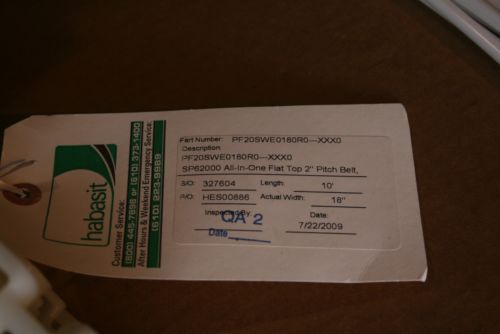 habasit
Customer Service:
(800) 445-7898 or (610) 373-1400
After Hours & Weekend Emergency Service:
(610) 223-9989
Part Number: PF20SWE0180R0---XXX0
Description:
PF20SWE0180R0---XXX0
SP62000 All-In-One Flat Top 2" Pitch Belt,
S/O: 327604 Length: 10'
P/O: HES00886 Actual Width: 18"
Inspected By Date:
QA 2
Date 7/22/2009